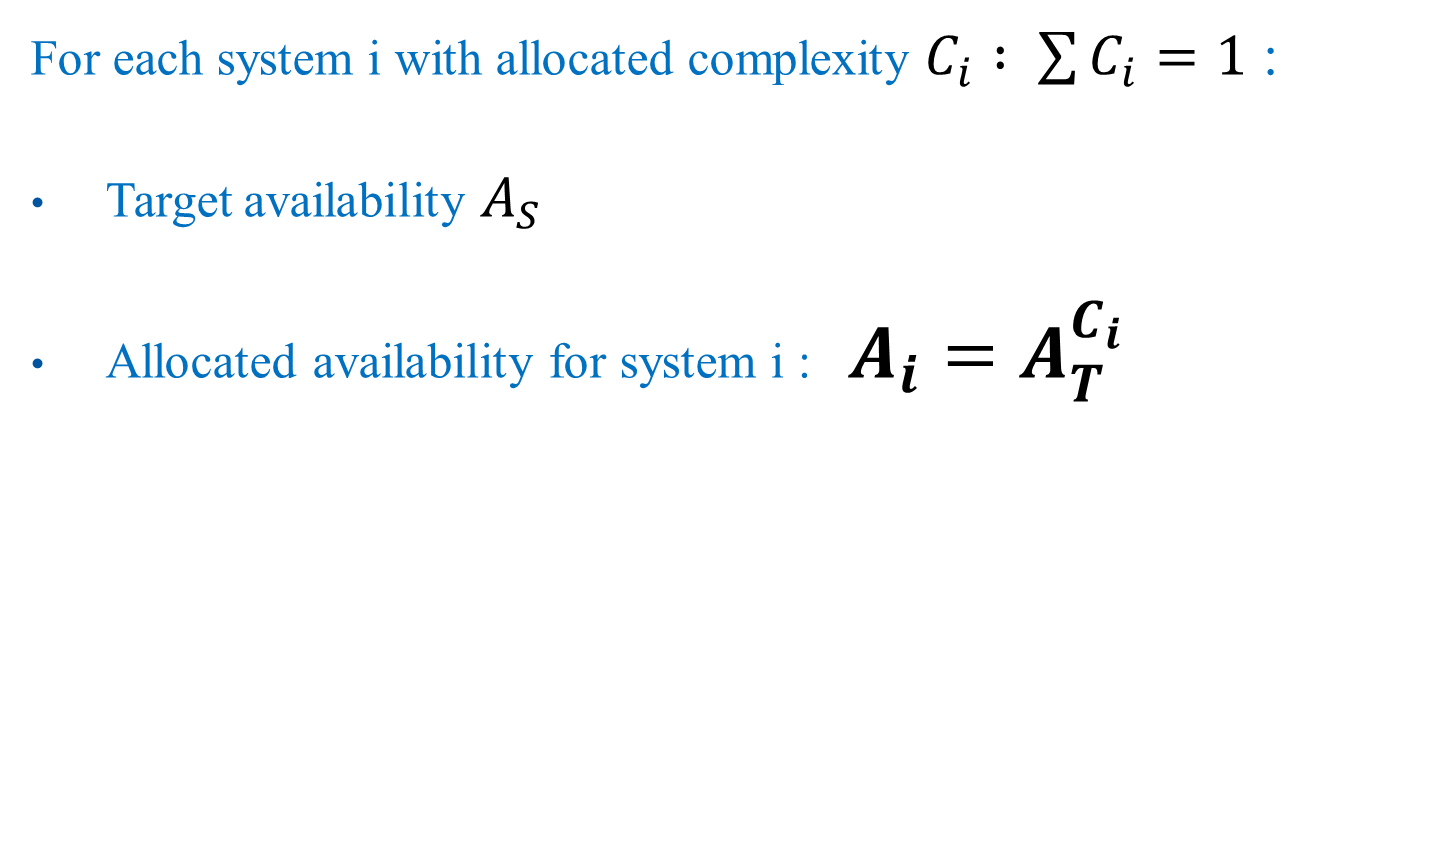 For each system i with allocated complexity $C_i : \sum C_i = 1$ :
• Target availability $A_S$
• Allocated availability for system i : $A_i = A_T^{C_i}$